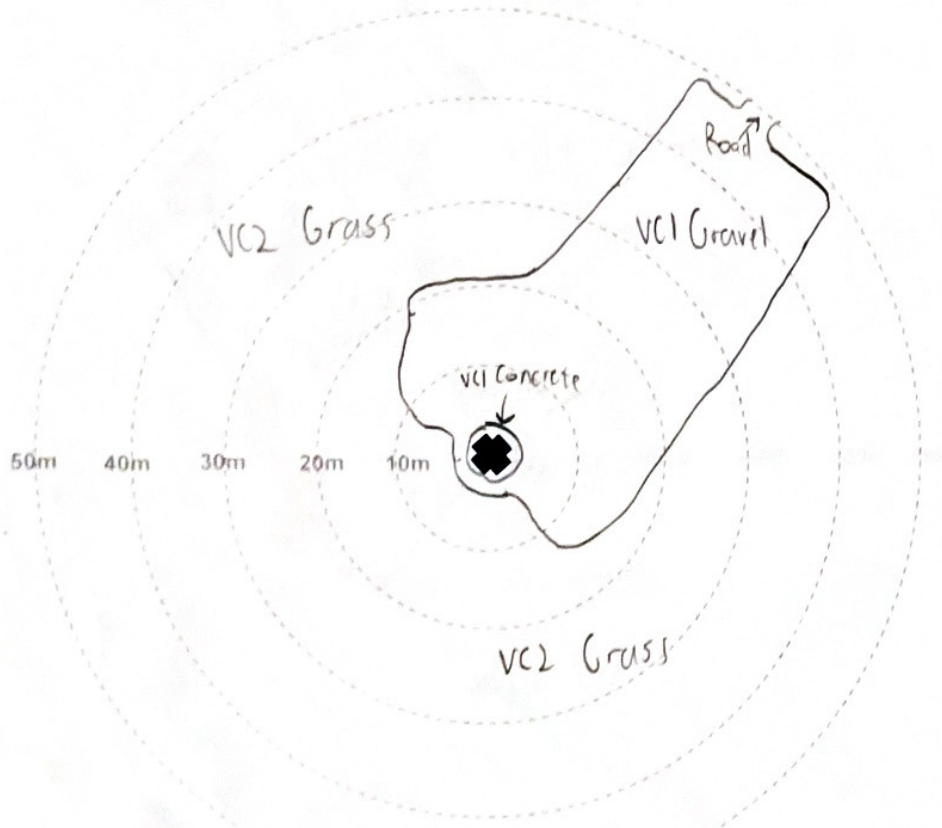 Road
VC2 Grass
VC1 Gravel
VC1 Concrete
50m 40m 30m 20m 10m
VC2 Grass